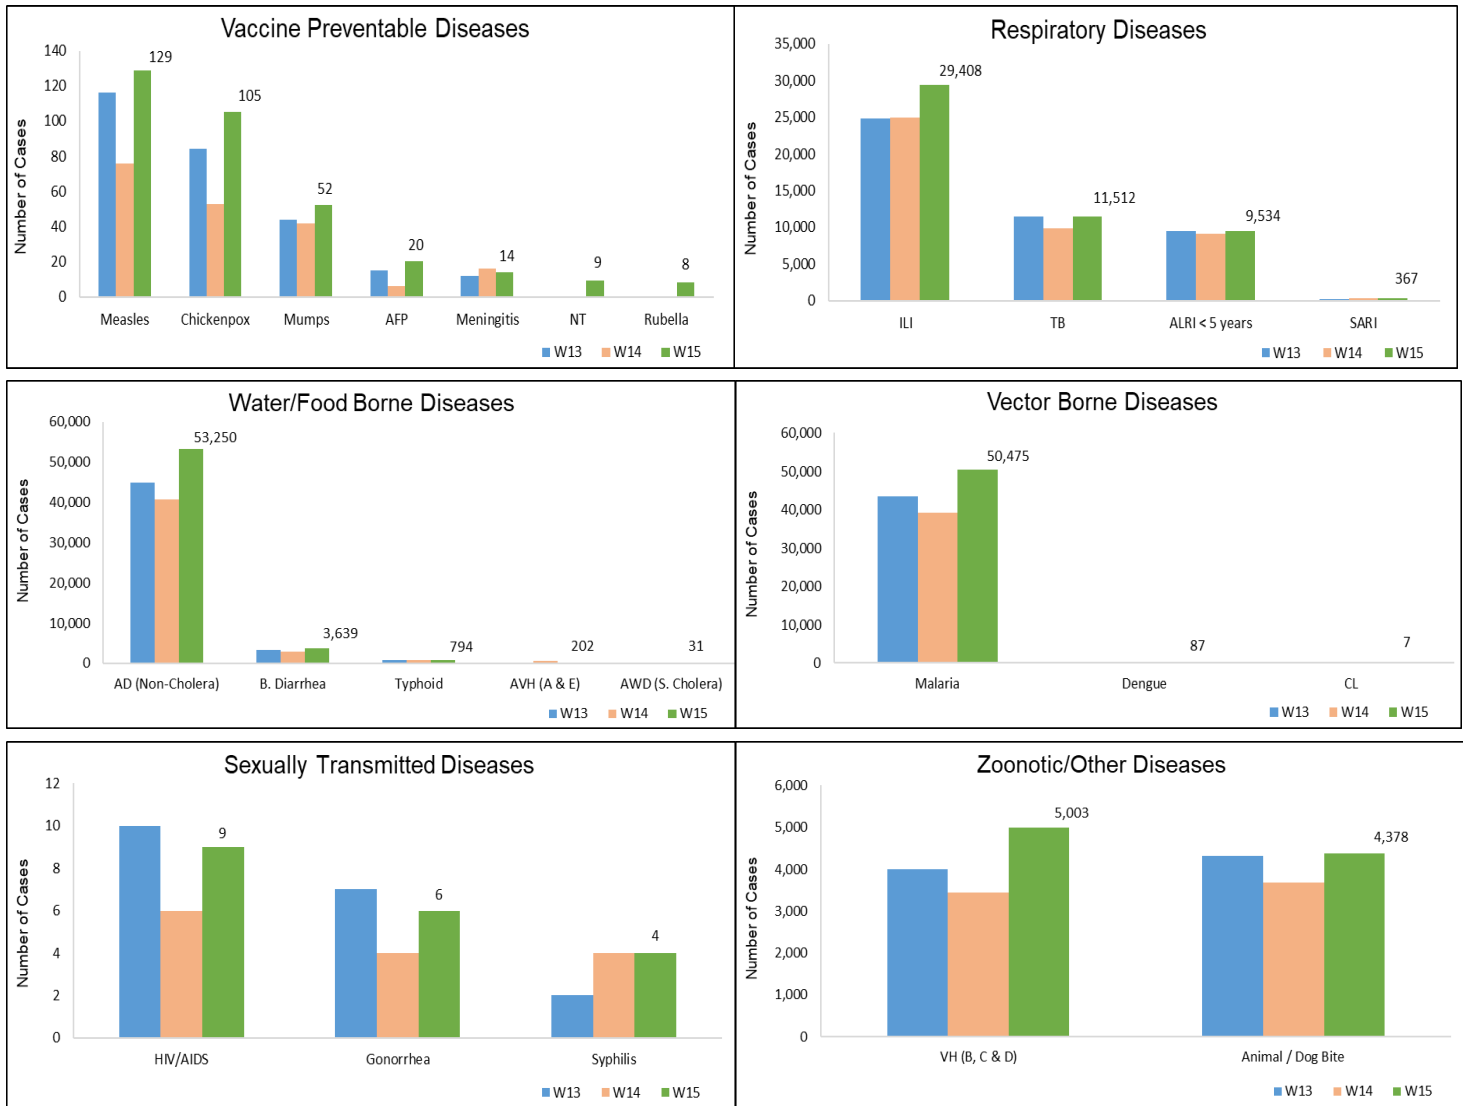 Vaccine Preventable Diseases
Number of Cases
140
120
100
80
60
40
20
0
129
105
52
20
14
9
8
Measles Chickenpox Mumps AFP Meningitis NT Rubella
W13 W14 W15
Respiratory Diseases
Number of Cases
35,000
30,000
25,000
20,000
15,000
10,000
5,000
0
29,408
11,512
9,534
367
ILI TB ALRI < 5 years SARI
W13 W14 W15
Water/Food Borne Diseases
Number of Cases
60,000
50,000
40,000
30,000
20,000
10,000
0
53,250
3,639
794
202
31
AD (Non-Cholera) B. Diarrhea Typhoid AVH (A & E) AWD (S. Cholera)
W13 W14 W15
Vector Borne Diseases
Number of Cases
60,000
50,000
40,000
30,000
20,000
10,000
0
50,475
87
7
Malaria Dengue CL
W13 W14 W15
Sexually Transmitted Diseases
Number of Cases
12
10
8
6
4
2
0
9
6
4
HIV/AIDS Gonorrhea Syphilis
W13 W14 W15
Zoonotic/Other Diseases
Number of Cases
6,000
5,000
4,000
3,000
2,000
1,000
0
5,003
4,378
VH (B, C & D) Animal / Dog Bite
W13 W14 W15